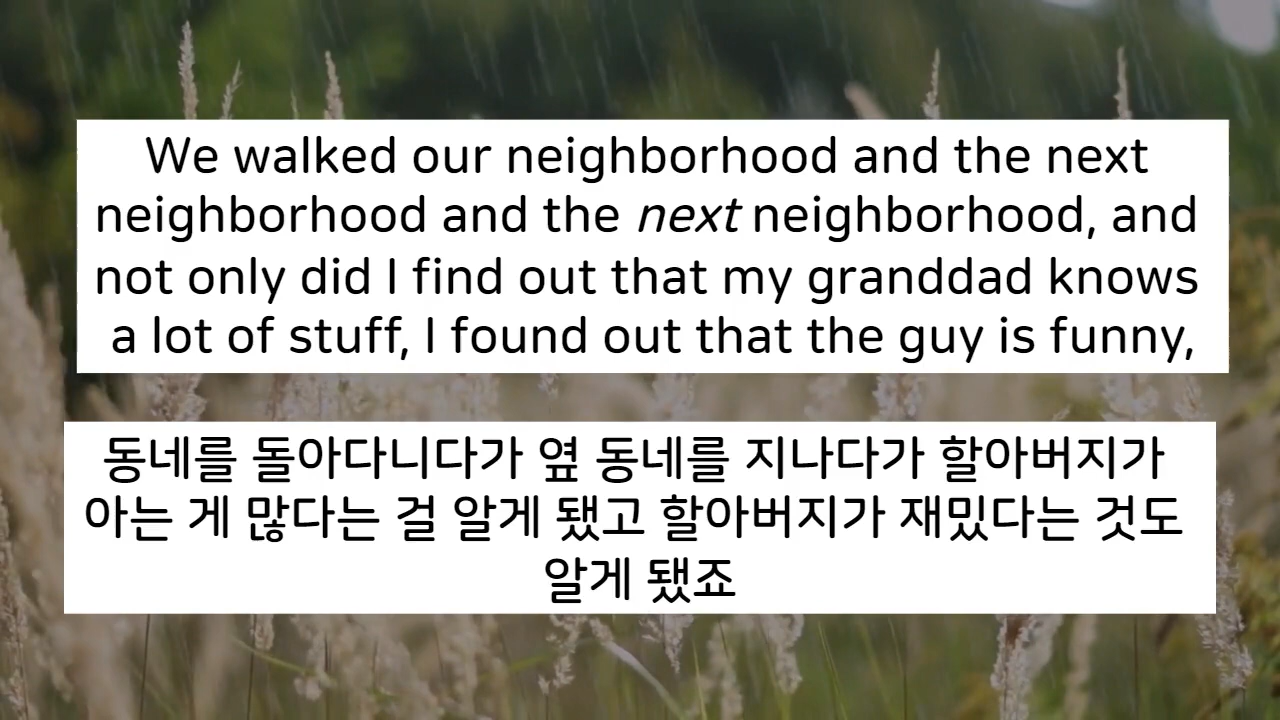 We walked our neighborhood and the next
neighborhood and the next neighborhood, and
not only did I find out that my granddad knows
a lot of stuff, I found out that the guy is funny,
동네를 돌아다니다가 옆 동네를 지나다가 할아버지가
아는 게 많다는 걸 알게 됐고 할아버지가 재밌다는 것도
알게 됐죠